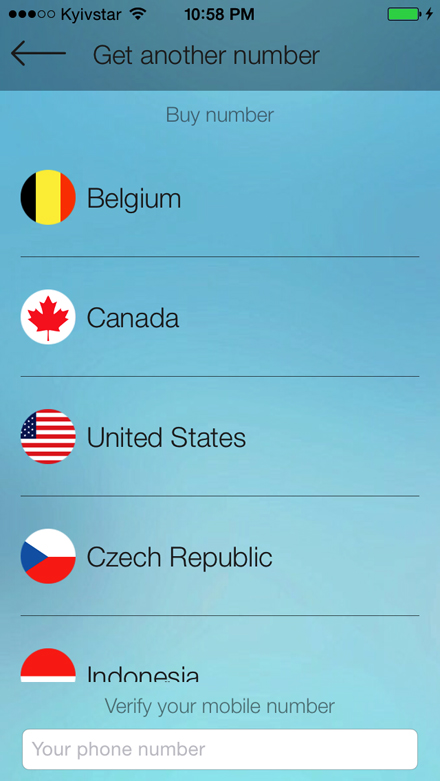 Kyivstar 10:58 PM
Get another number
Buy number
Belgium
Canada
United States
Czech Republic
Indonesia
Verify your mobile number
Your phone number